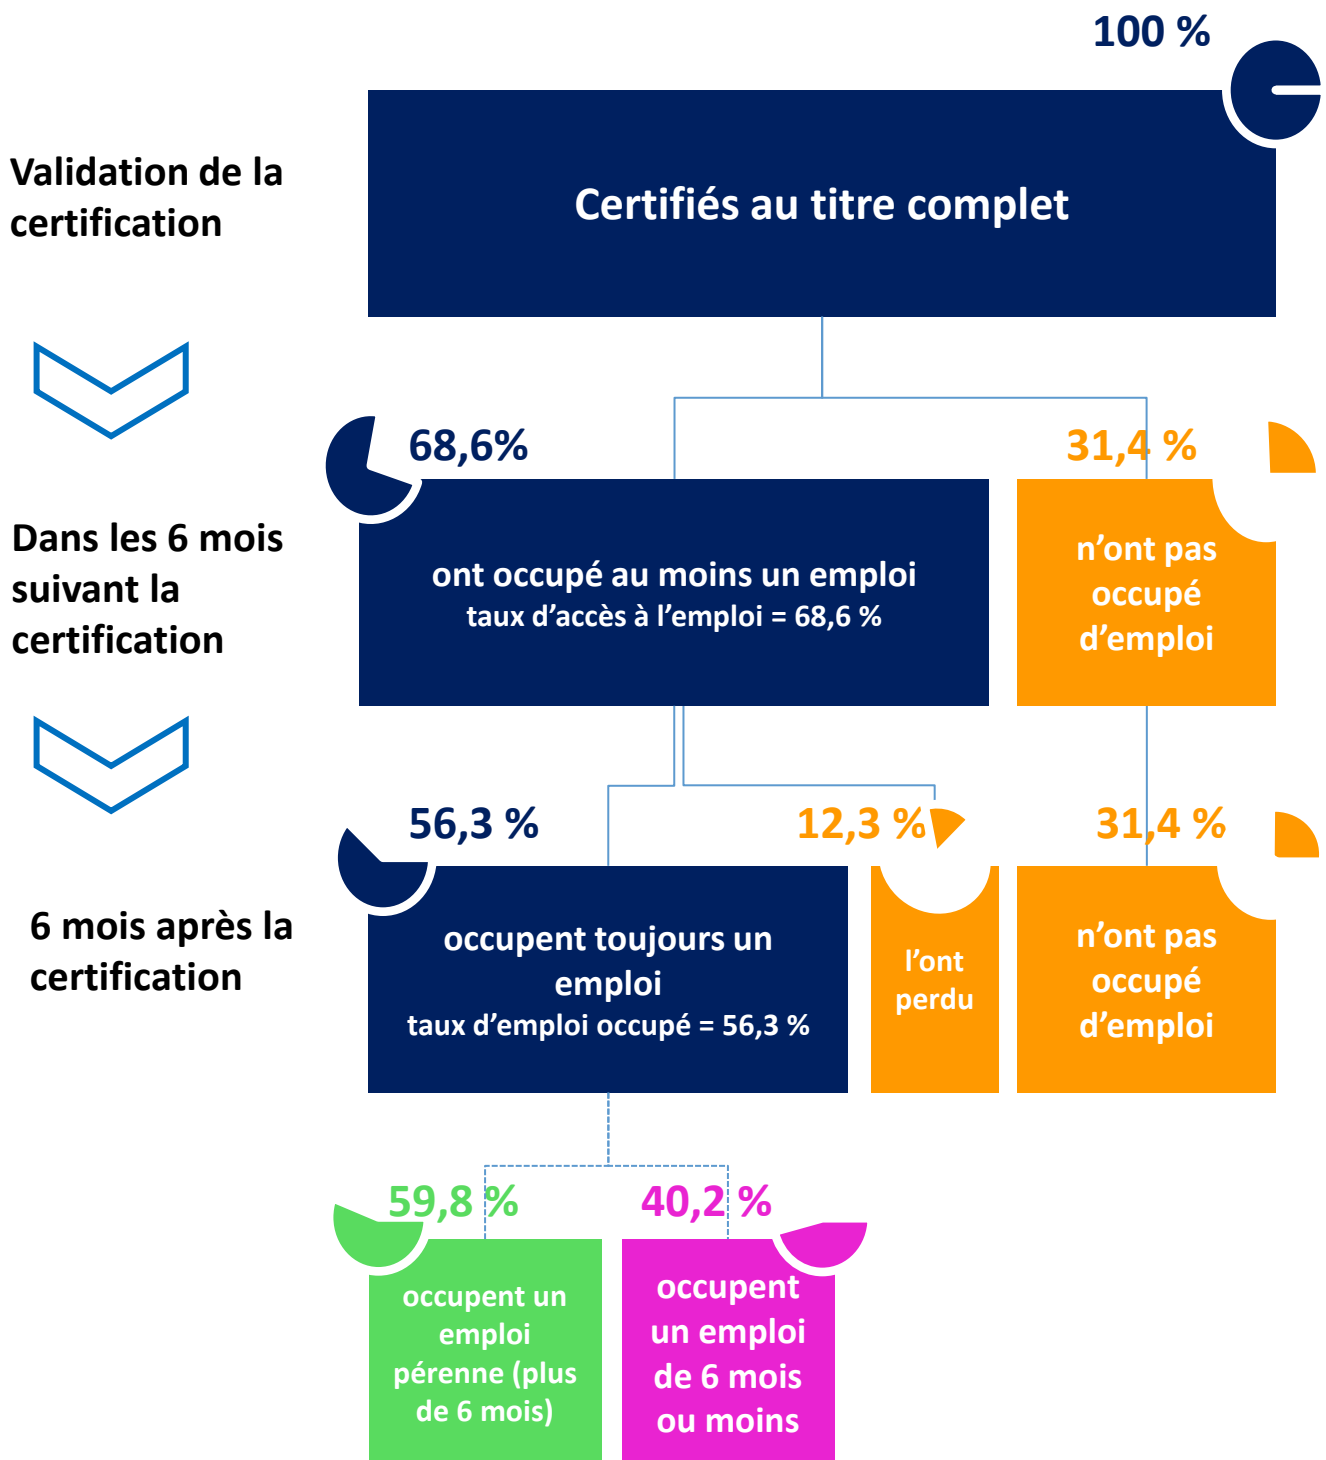 100 %
Validation de la
certification
Certifiés au titre complet
68,6%
31,4 %
Dans les 6 mois
suivant la
certification
ont occupé au moins un emploi
taux d’accès à l’emploi = 68,6 %
n’ont pas
occupé
d’emploi
56,3 %
12,3 %
31,4 %
6 mois après la
certification
occupent toujours un
emploi
taux d’emploi occupé = 56,3 %
l’ont
perdu
n’ont pas
occupé
d’emploi
59,8 %
40,2 %
occupent un
emploi
pérenne (plus
de 6 mois)
occupent
un emploi
de 6 mois
ou moins